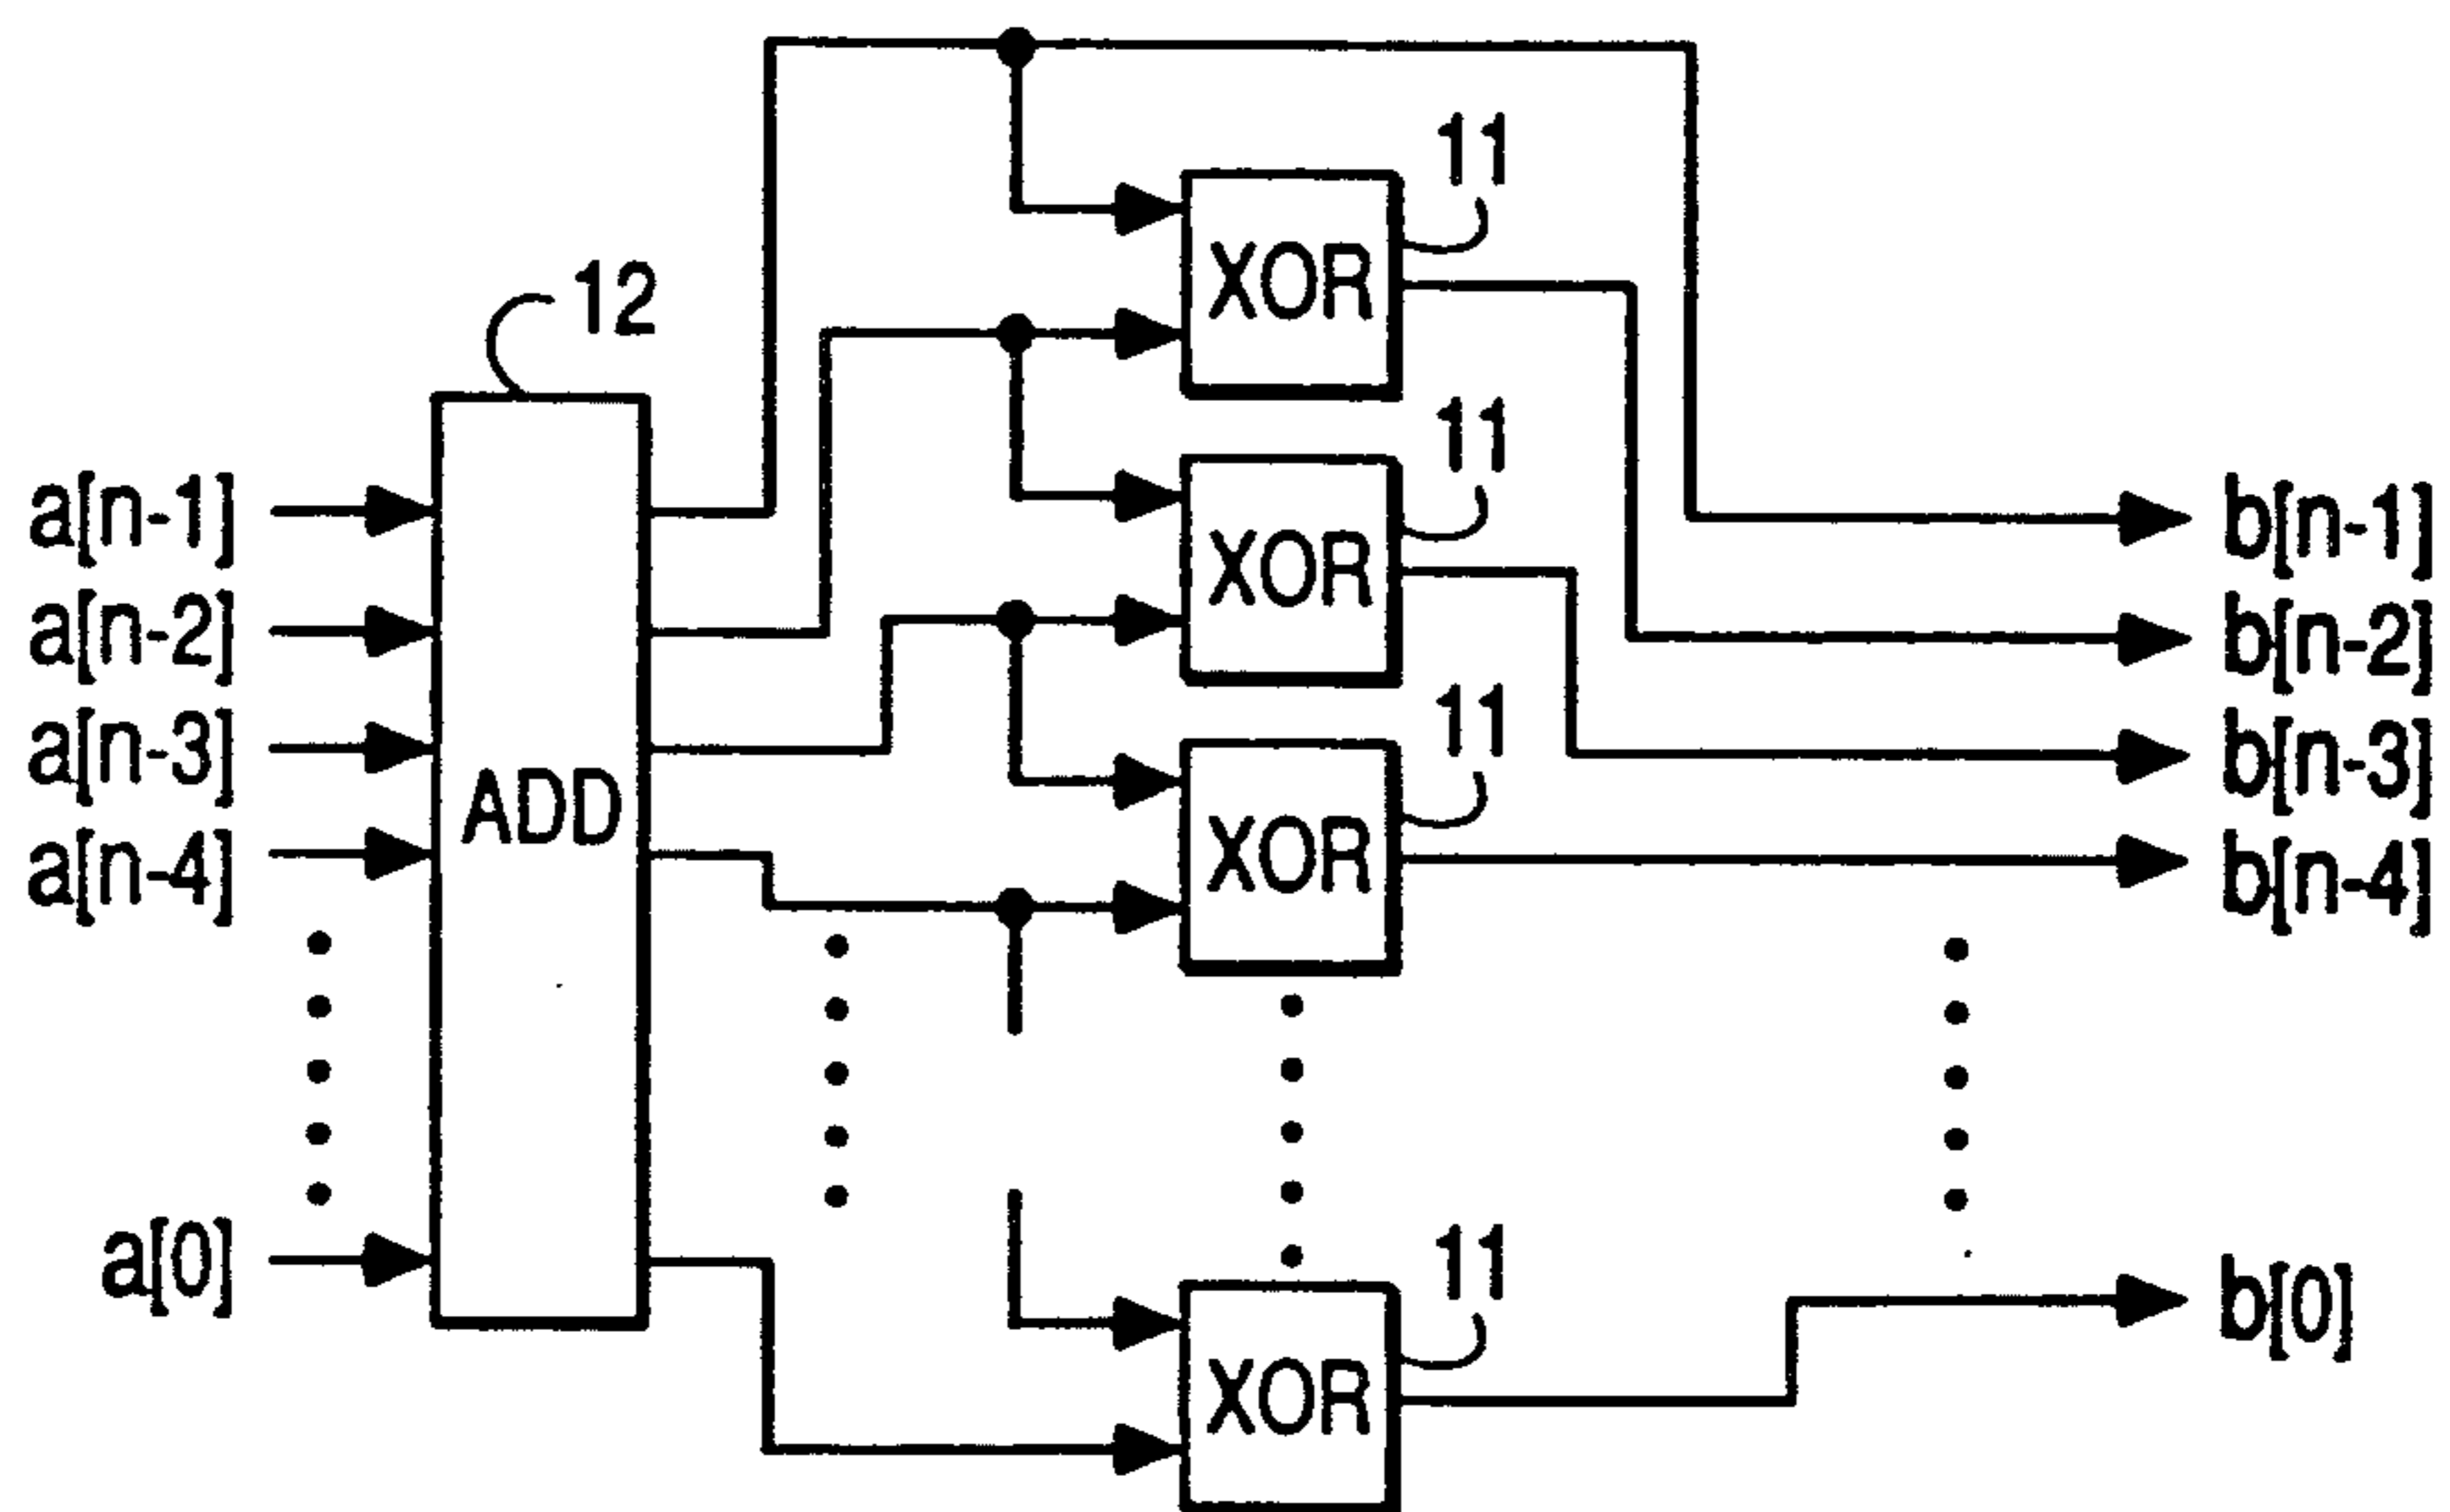 11
XOR
12
11
XOR
a[n-1]
a[n-2]
a[n-3]
a[n-4]
a[0]
ADD
11
XOR
11
XOR
b[n-1]
b[n-2]
b[n-3]
b[n-4]
b[0]